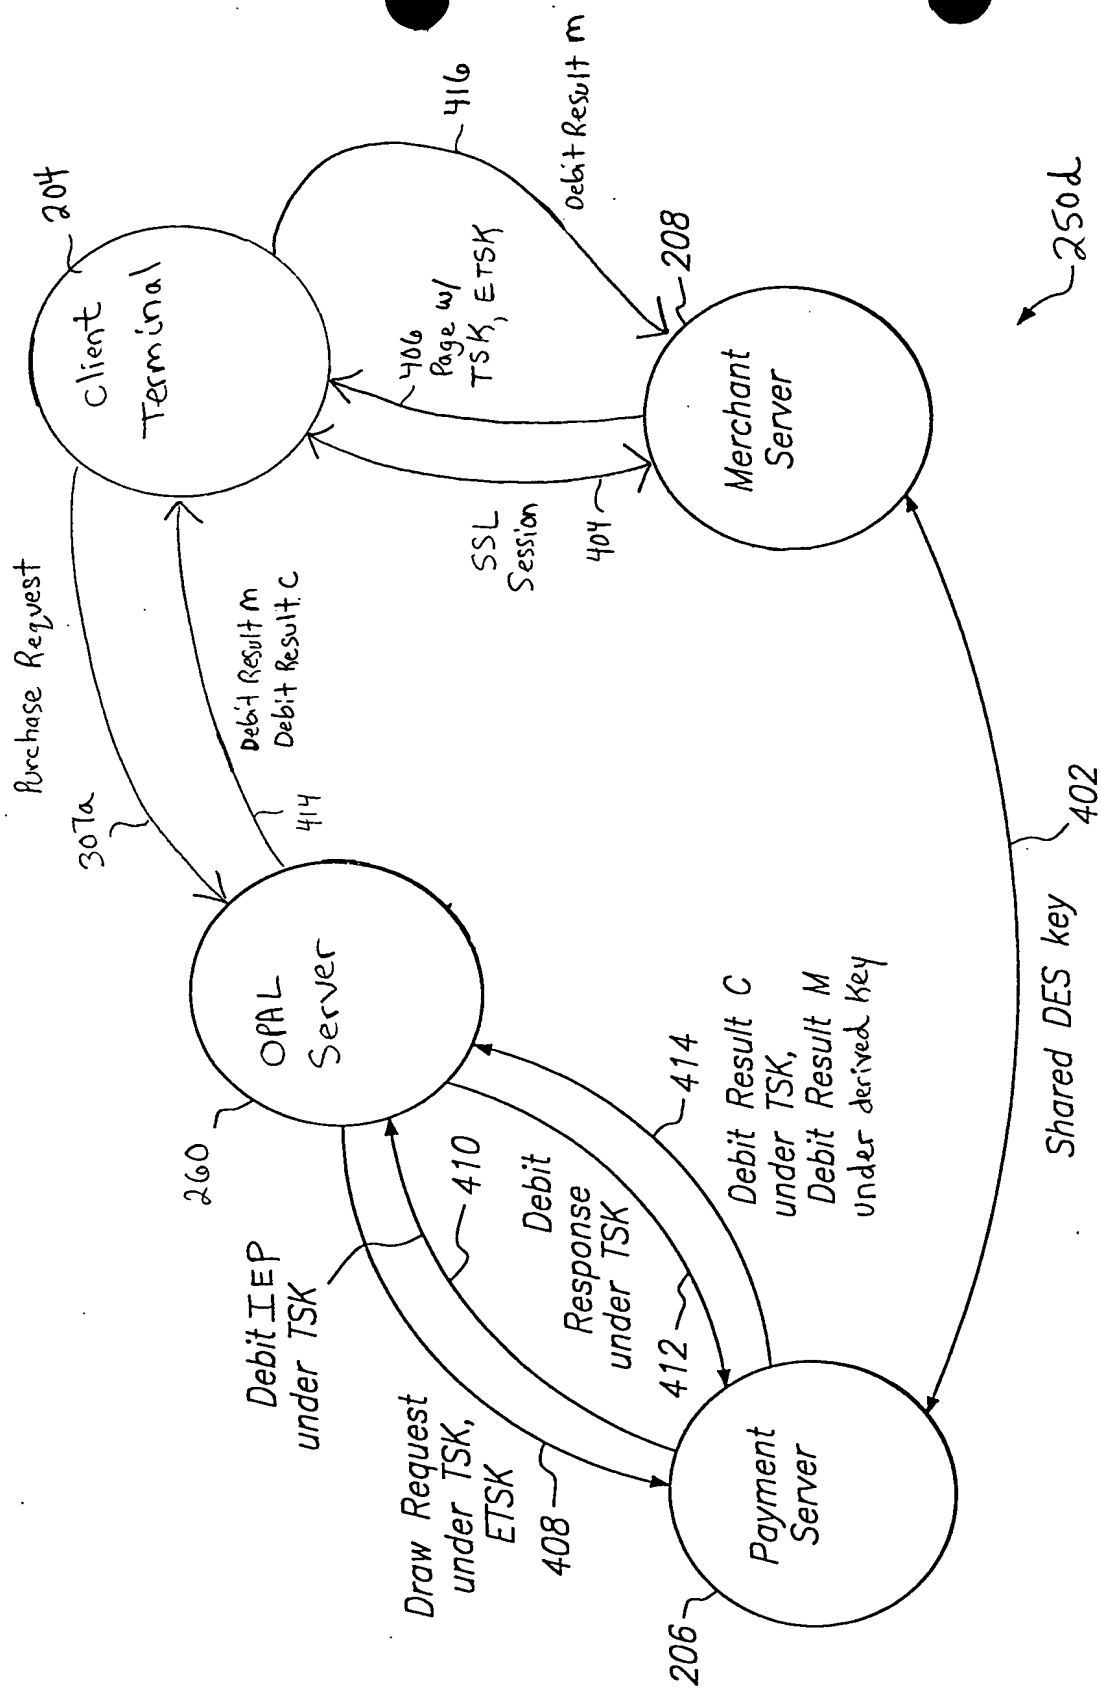 Purchase Request
307a
Client
Terminal
204
416
Debit Result m
Debit Result m
Debit Result C
414
406
Page w/
TSK, ETSK
SSL
Session
404
208
Merchant
Server
250d
OPAL
Server
260
Debit IEP
under TSK
410
Draw Request
under TSK,
ETSK
408
Debit
Response
under TSK
412
414
Debit Result C
under TSK,
Debit Result M
under derived key
Payment
Server
206
Shared DES key
402